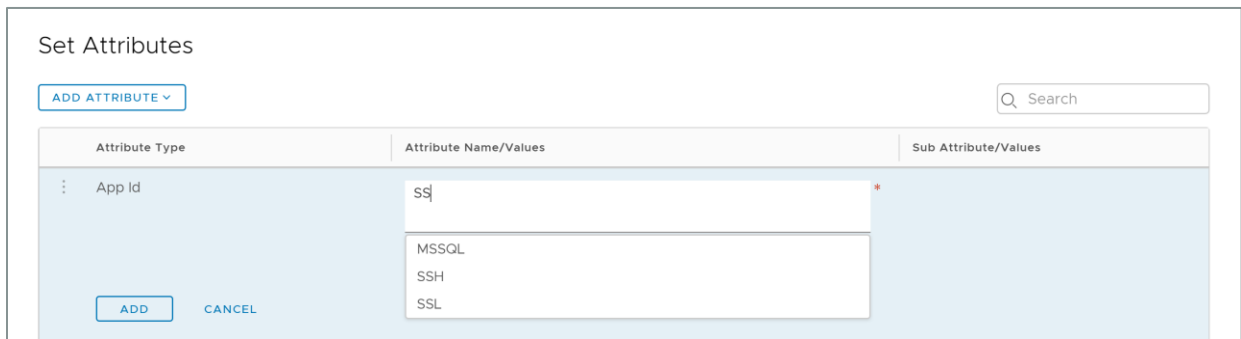 Set Attributes
ADD ATTRIBUTE
Search
Attribute Type Attribute Name/Values Sub Attribute/Values
App Id SS *
MSSQL
SSH
SSL
ADD CANCEL